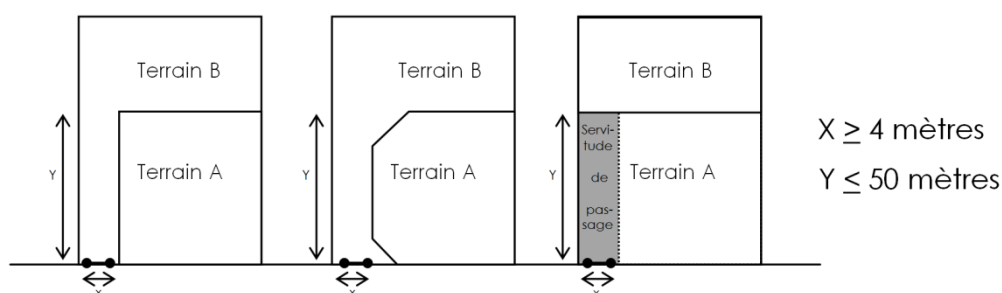 Terrain B
Terrain A
Y
X
Terrain B
Terrain A
Y
X
Terrain B
Servi-
tude
de
pas-
sage
Terrain A
Y
X
X ≥ 4 mètres
Y ≤ 50 mètres